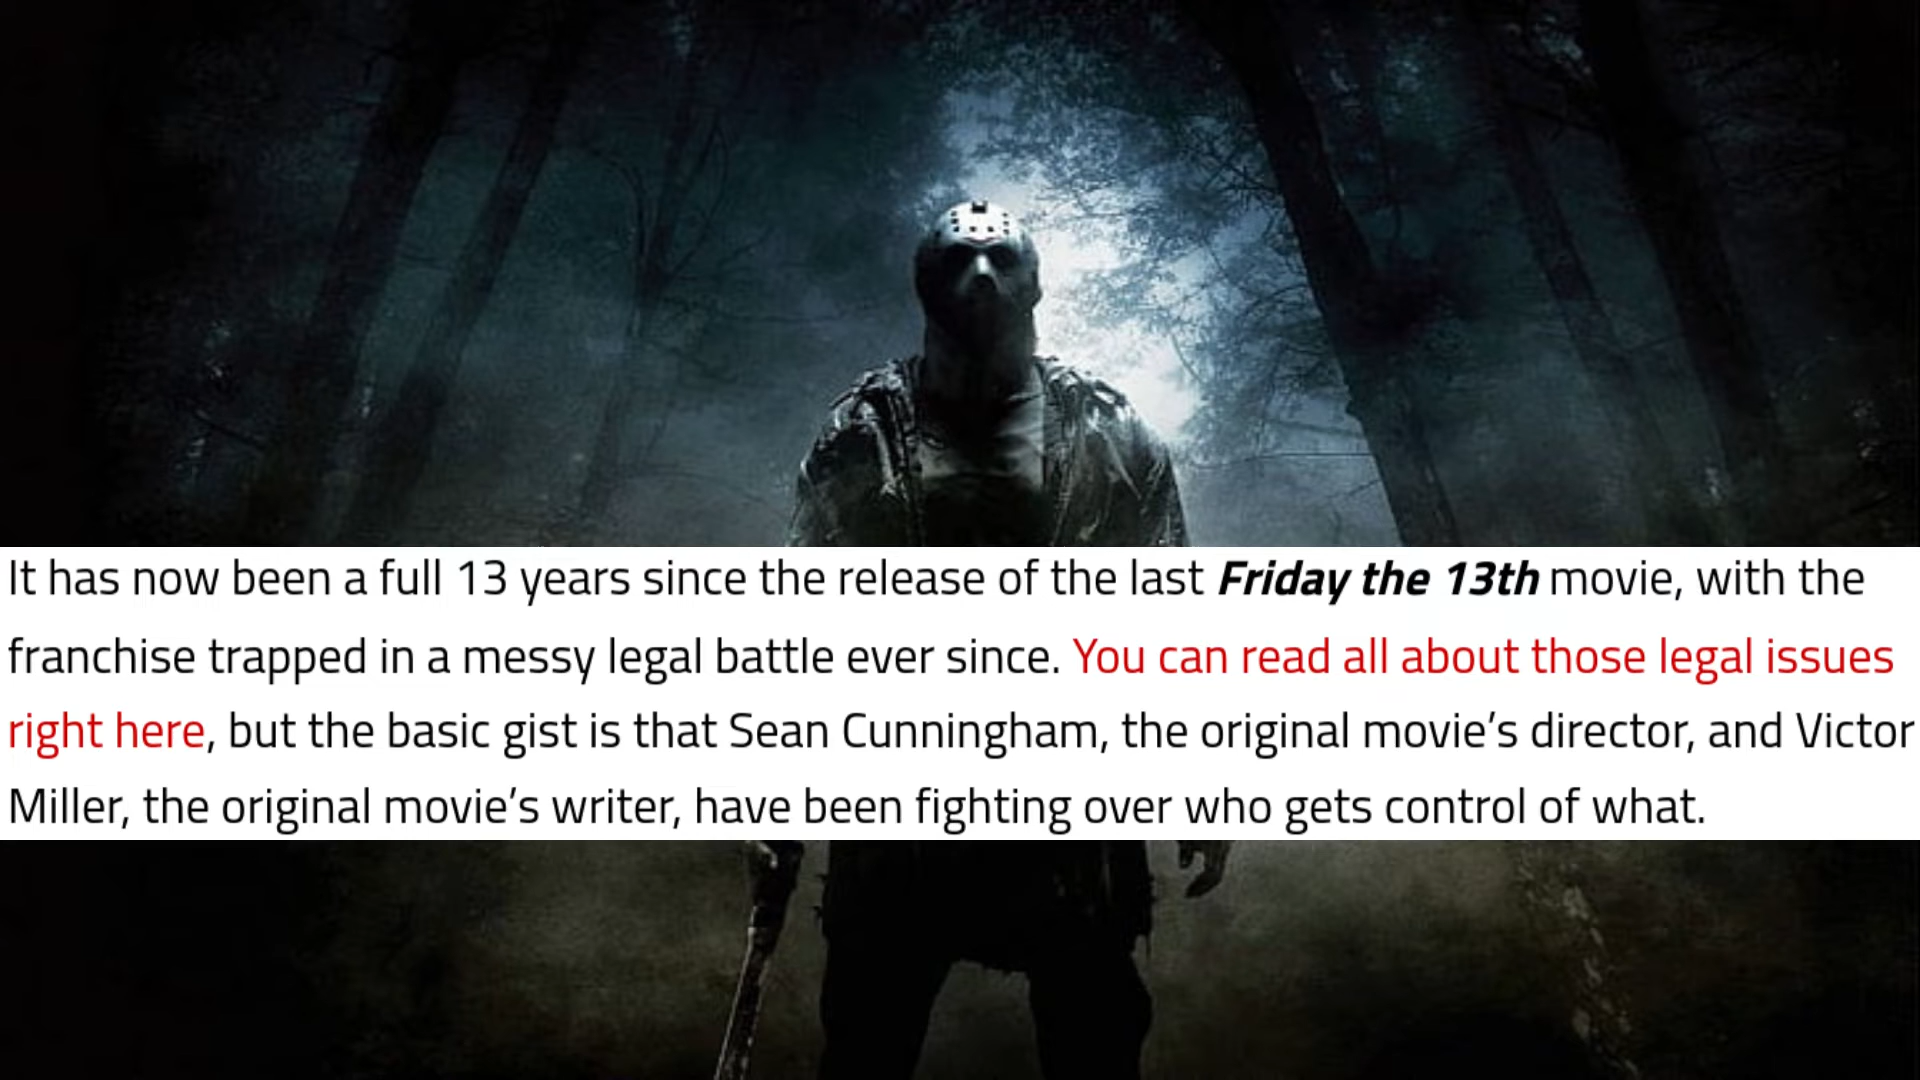 It has now been a full 13 years since the release of the last Friday the 13th movie, with the
franchise trapped in a messy legal battle ever since. You can read all about those legal issues
right here, but the basic gist is that Sean Cunningham, the original movie’s director, and Victor
Miller, the original movie’s writer, have been fighting over who gets control of what.